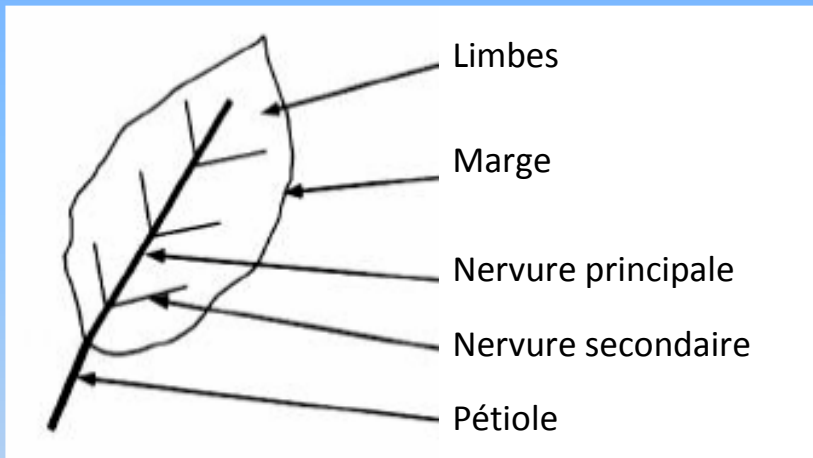 Limbes
Marge
Nervure principale
Nervure secondaire
Pétiole